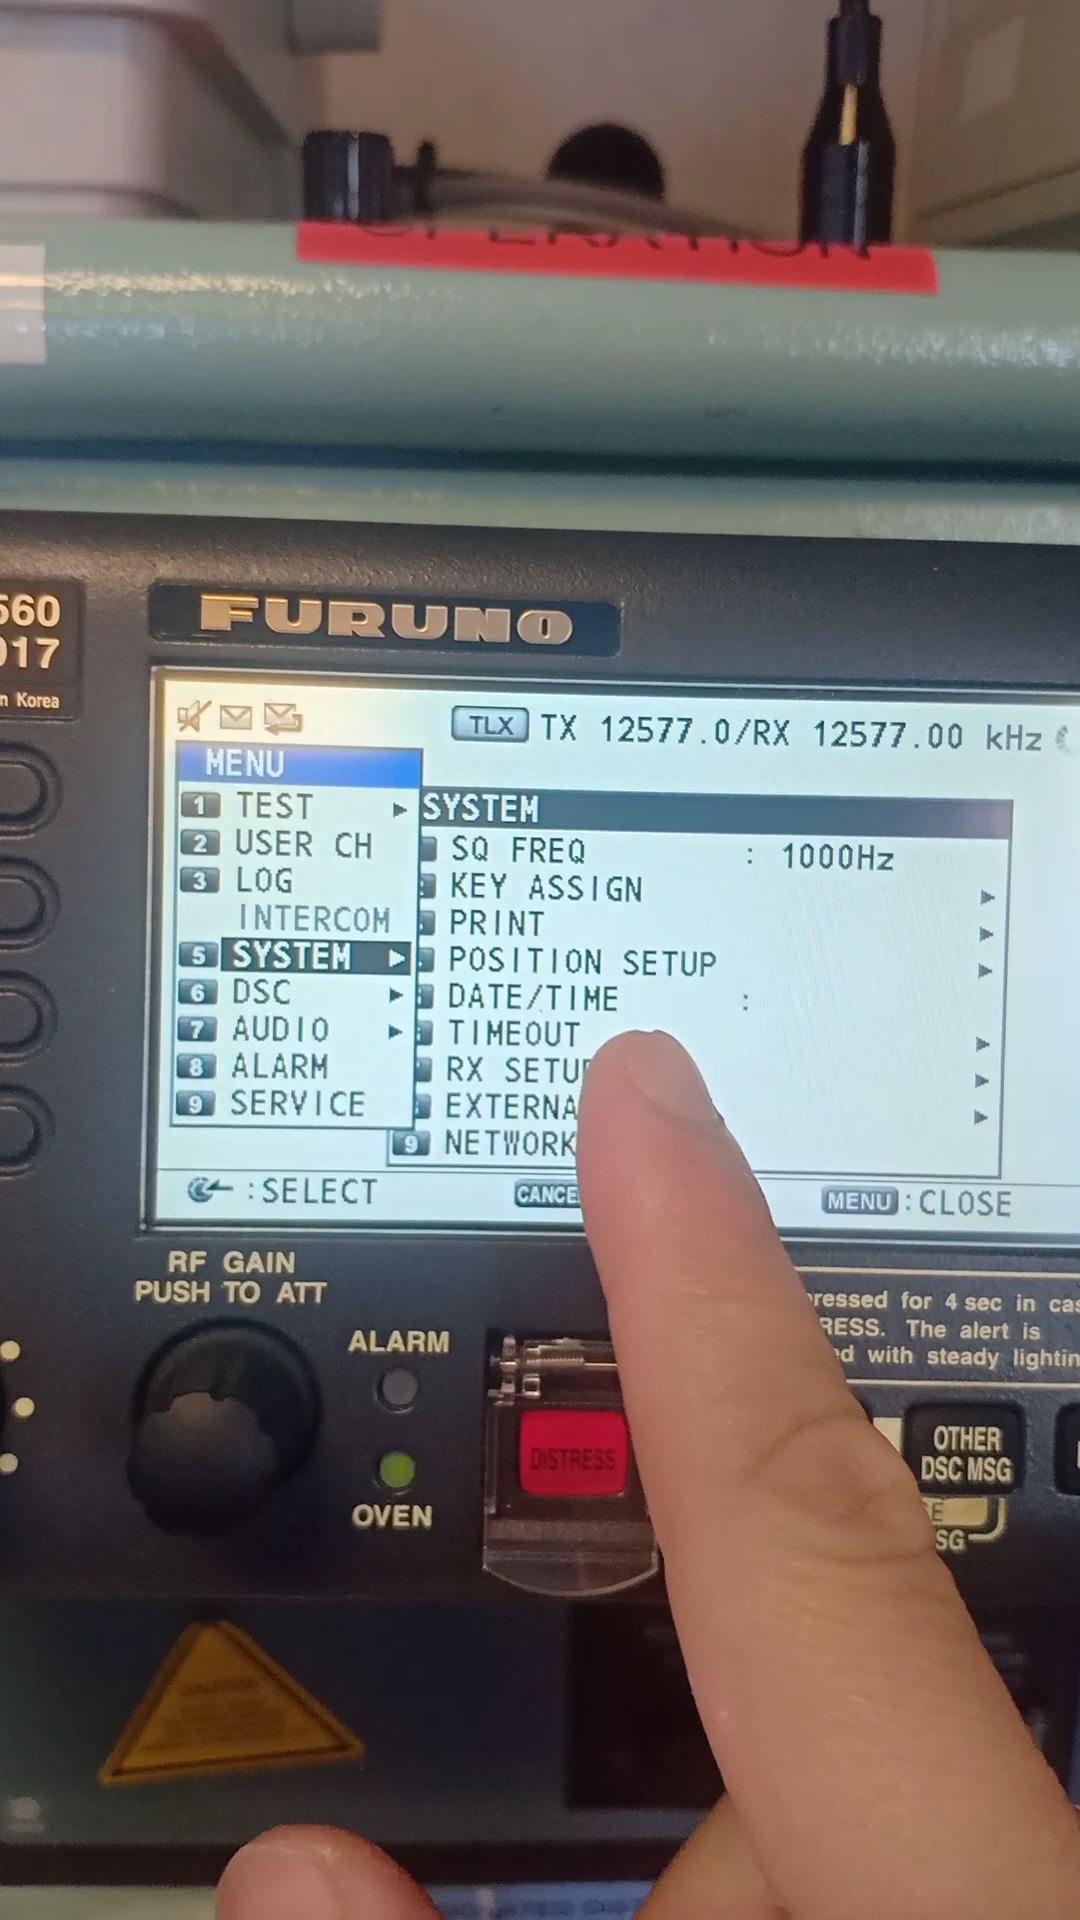 OPERATION
560
017
n Korea
FURUNO
TLX TX 12577.0/RX 12577.00 kHz
MENU
1 TEST
2 USER CH
3 LOG
INTERCOM
5 SYSTEM
6 DSC
7 AUDIO
8 ALARM
9 SERVICE
SYSTEM
SQ FREQ : 1000Hz
KEY ASSIGN
PRINT
POSITION SETUP
DATE/TIME :
TIMEOUT
RX SETU
EXTERNA
9 NETWORK
:SELECT
CANCE
MENU :CLOSE
RF GAIN
PUSH TO ATT
ALARM
OVEN
DISTRESS
ressed for 4 sec in cas
RESS. The alert is
d with steady lightin
OTHER
DSC MSG
E
SG